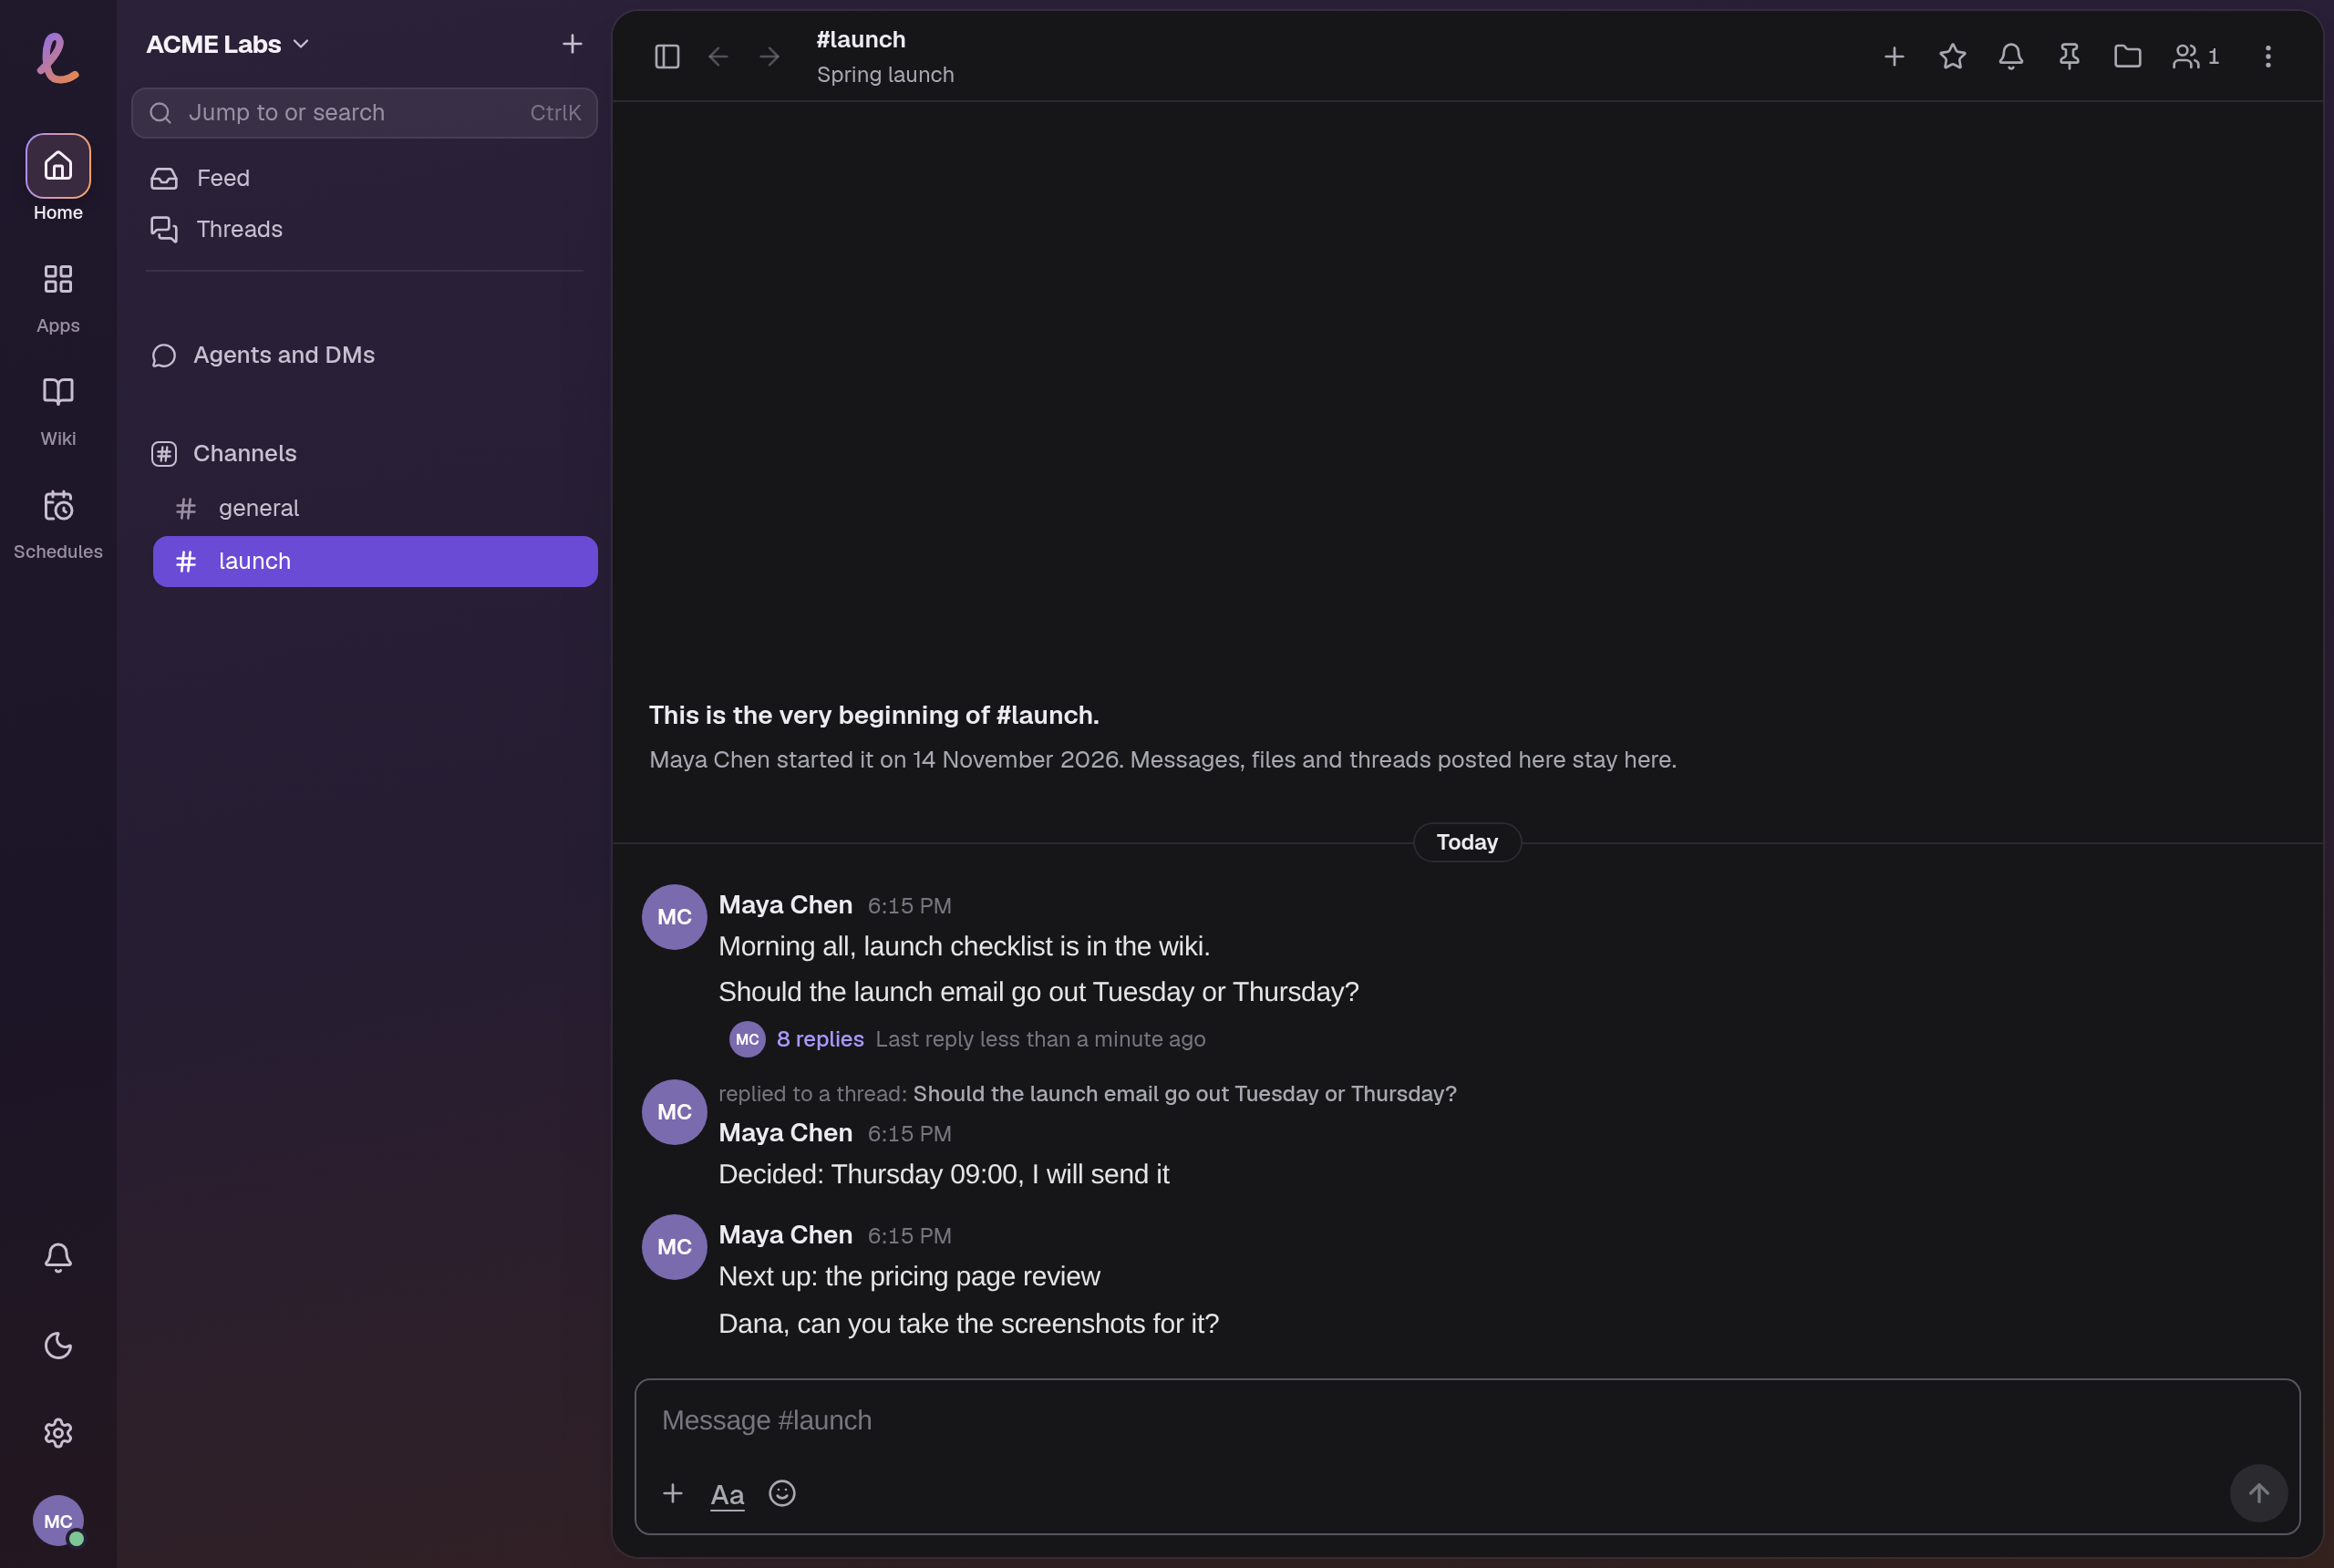 ACME Labs
Jump to or search CtrlK
Home
Feed
Threads
Apps
Agents and DMs
Wiki
Channels
general
launch
Schedules
MC
#launch
Spring launch
1
This is the very beginning of #launch.
Maya Chen started it on 14 November 2026. Messages, files and threads posted here stay here.
Today
MC
Maya Chen 6:15 PM
Morning all, launch checklist is in the wiki.
Should the launch email go out Tuesday or Thursday?
MC 8 replies Last reply less than a minute ago
replied to a thread: Should the launch email go out Tuesday or Thursday?
MC
Maya Chen 6:15 PM
Decided: Thursday 09:00, I will send it
MC
Maya Chen 6:15 PM
Next up: the pricing page review
Dana, can you take the screenshots for it?
Message #launch
Aa